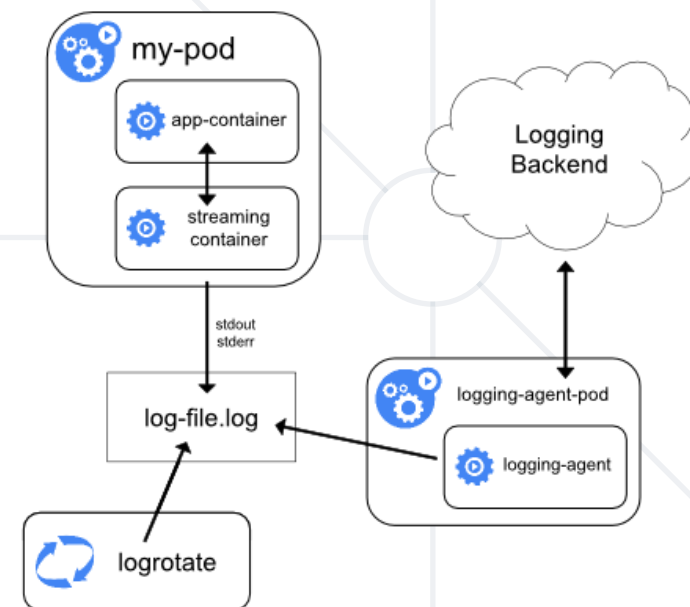 my-pod
app-container
streaming
container
Logging
Backend
stdout
stderr
log-file.log
logging-agent-pod
logging-agent
logrotate